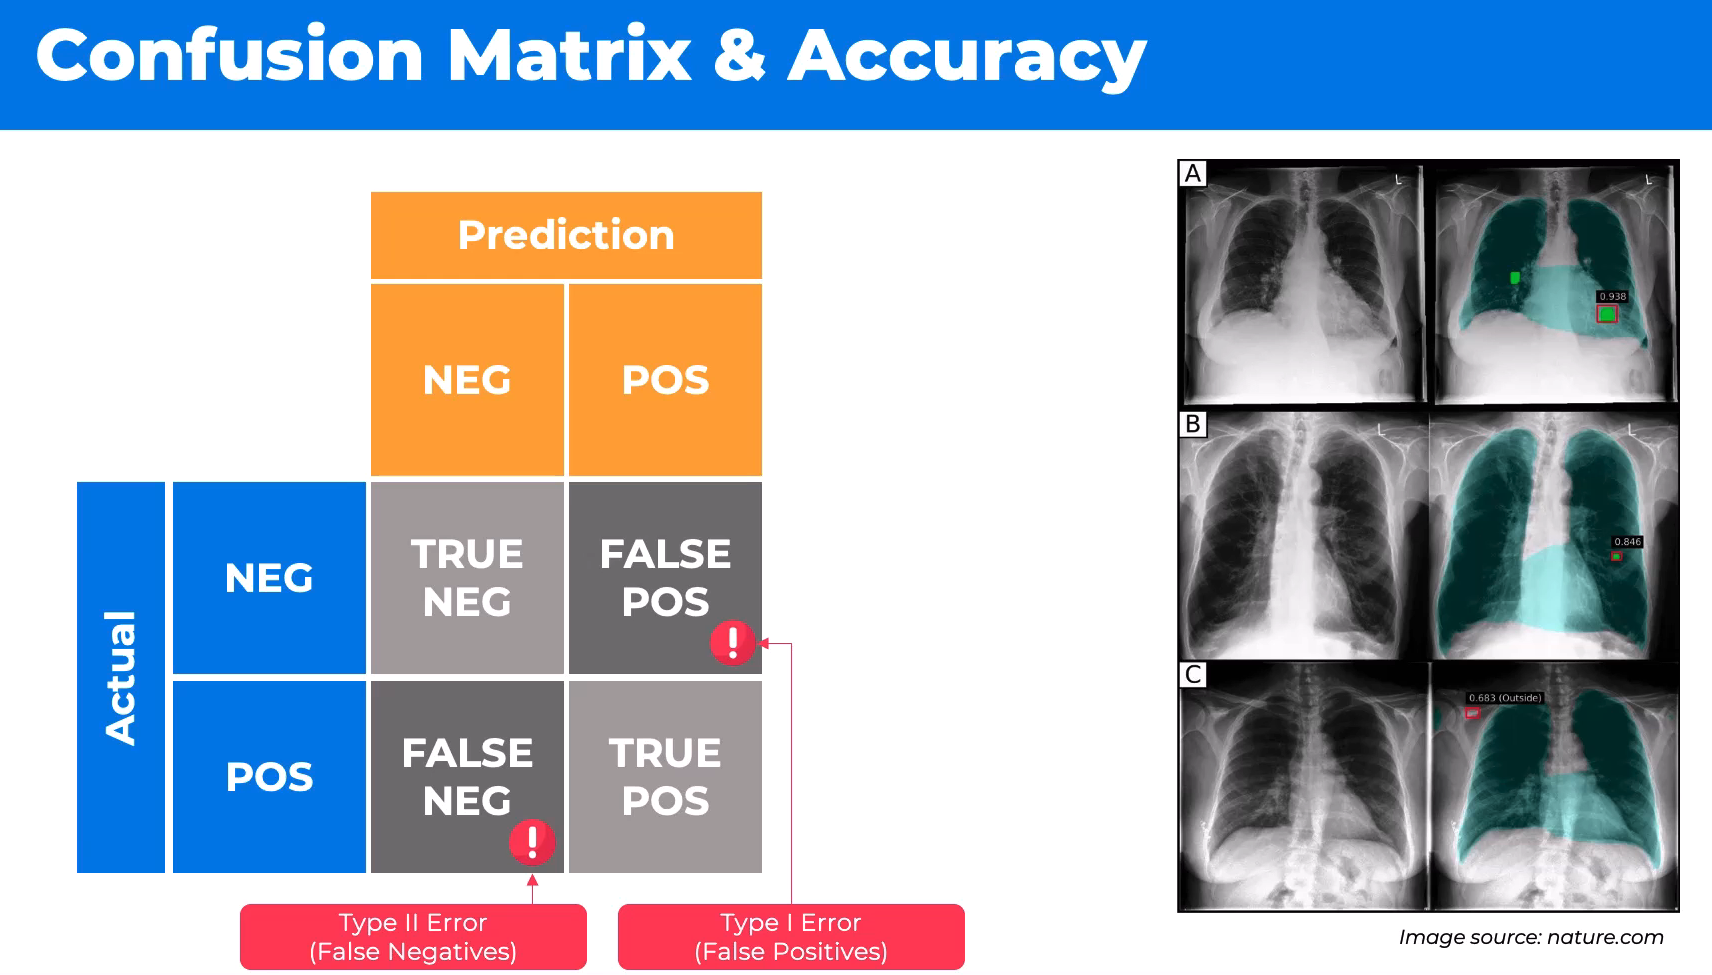 Confusion Matrix & Accuracy
Prediction
NEG
POS
Actual
NEG
TRUE
NEG
FALSE
POS
POS
FALSE
NEG
TRUE
POS
Type II Error
(False Negatives)
Type I Error
(False Positives)
A
L
L
0.938
B
L
L
0.846
C
0.683 (Outside)
Image source: nature.com